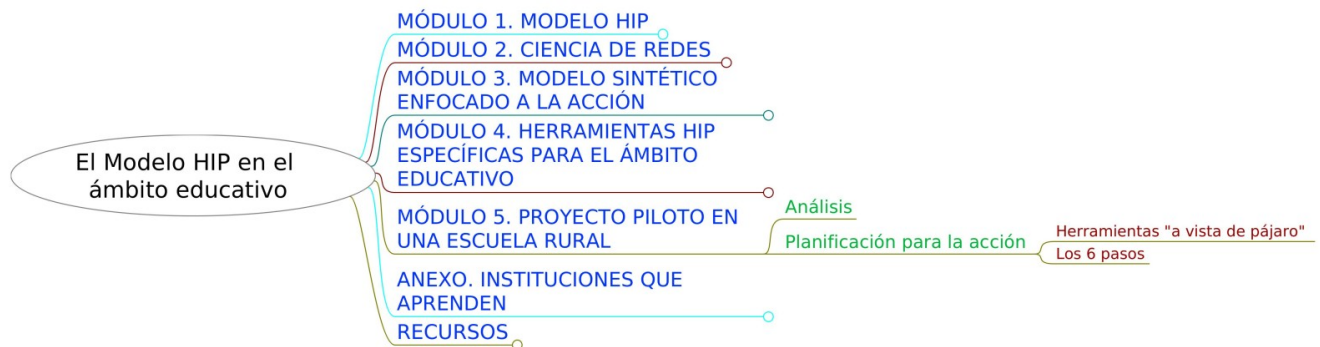 El Modelo HIP en el
ámbito educativo
MÓDULO 1. MODELO HIP
MÓDULO 2. CIENCIA DE REDES
MÓDULO 3. MODELO SINTÉTICO
ENFOCADO A LA ACCIÓN
MÓDULO 4. HERRAMIENTAS HIP
ESPECÍFICAS PARA EL ÁMBITO
EDUCATIVO
MÓDULO 5. PROYECTO PILOTO EN
UNA ESCUELA RURAL
Análisis
Planificación para la acción
Herramientas "a vista de pájaro"
Los 6 pasos
ANEXO. INSTITUCIONES QUE
APRENDEN
RECURSOS